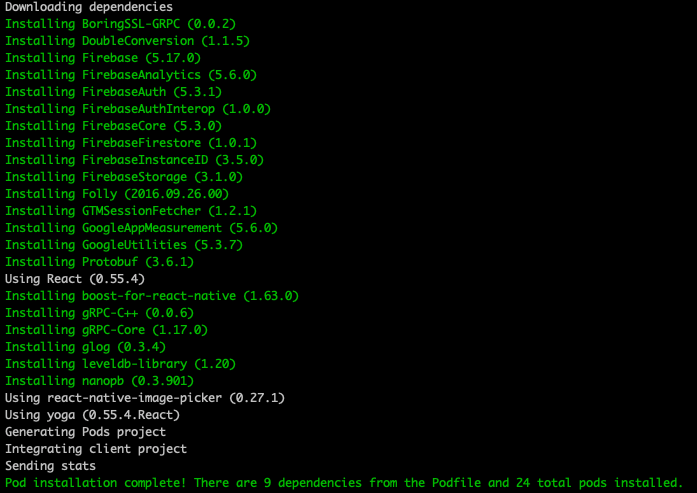 Downloading dependencies
Installing BoringSSL-GRPC (0.0.2)
Installing DoubleConversion (1.1.5)
Installing Firebase (5.17.0)
Installing FirebaseAnalytics (5.6.0)
Installing FirebaseAuth (5.3.1)
Installing FirebaseAuthInterop (1.0.0)
Installing FirebaseCore (5.3.0)
Installing FirebaseFirestore (1.0.1)
Installing FirebaseInstanceID (3.5.0)
Installing FirebaseStorage (3.1.0)
Installing Folly (2016.09.26.00)
Installing GTMSessionFetcher (1.2.1)
Installing GoogleAppMeasurement (5.6.0)
Installing GoogleUtilities (5.3.7)
Installing Protobuf (3.6.1)
Using React (0.55.4)
Installing boost-for-react-native (1.63.0)
Installing gRPC-C++ (0.0.6)
Installing gRPC-Core (1.17.0)
Installing glog (0.3.4)
Installing leveldb-library (1.20)
Installing nanopb (0.3.901)
Using react-native-image-picker (0.27.1)
Using yoga (0.55.4.React)
Generating Pods project
Integrating client project
Sending stats
Pod installation complete! There are 9 dependencies from the Podfile and 24 total pods installed.